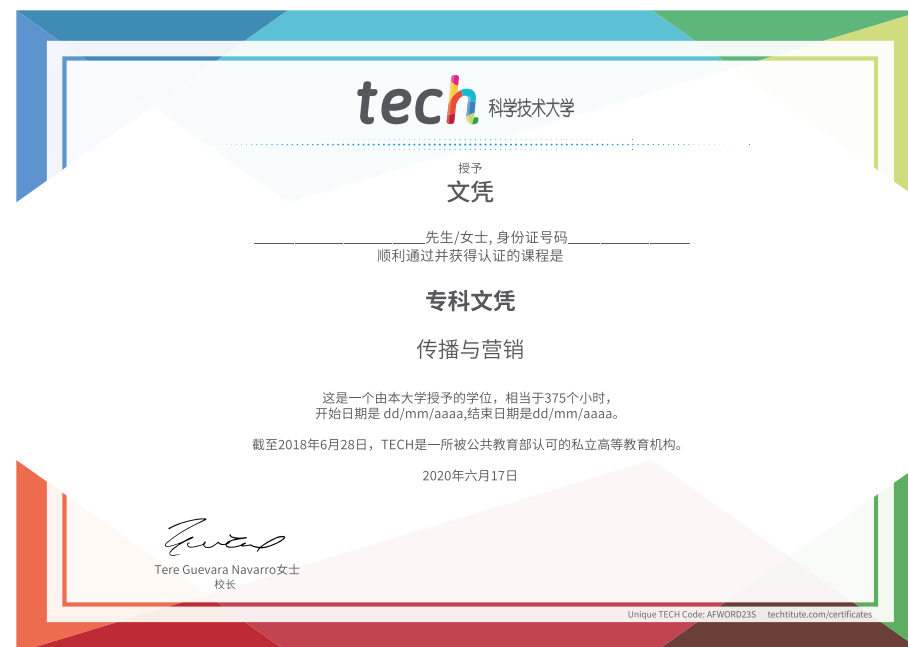 tech 科学技术大学
授予
文凭
先生/女士, 身份证号码
顺利通过并获得认证的课程是
专科文凭
传播与营销
这是一个由本大学授予的学位，相当于375个小时，
开始日期是 dd/mm/aaaa,结束日期是dd/mm/aaaa。
截至2018年6月28日，TECH是一所被公共教育部认可的私立高等教育机构。
2020年六月17日
Tere Guevara Navarro女士
校长
Unique TECH Code: AFWORD23S techtitute.com/certificates